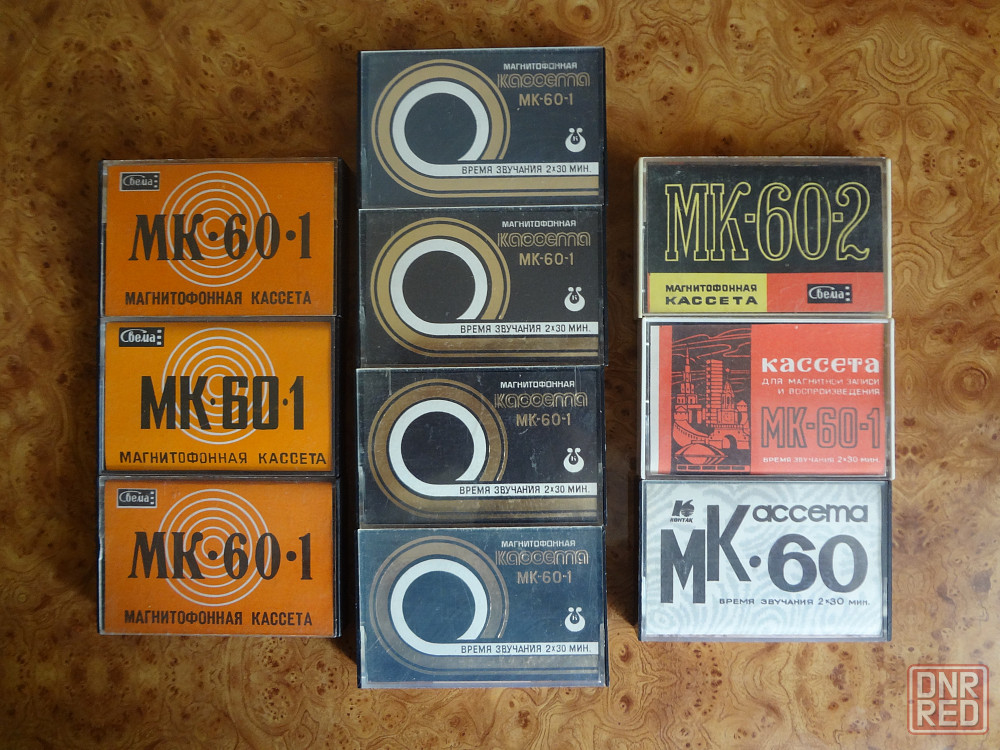 Свема
МК·60·1
МАГНИТОФОННАЯ КАССЕТА
Свема
МК·60·1
МАГНИТОФОННАЯ КАССЕТА
Свема
МК·60·1
МАГНИТОФОННАЯ КАССЕТА
МАГНИТОФОННАЯ
кассета
МК-60-1
ВРЕМЯ ЗВУЧАНИЯ 2×30 МИН.
МАГНИТОФОННАЯ
кассета
МК-60-1
ВРЕМЯ ЗВУЧАНИЯ 2×30 МИН.
МАГНИТОФОННАЯ
кассета
МК-60-1
ВРЕМЯ ЗВУЧАНИЯ 2×30 МИН.
МАГНИТОФОННАЯ
кассета
МК-60-1
ВРЕМЯ ЗВУЧАНИЯ 2×30 МИН.
МК-60-2
МАГНИТОФОННАЯ
КАССЕТА
Свема
кассета
ДЛЯ МАГНИТНОЙ ЗАПИСИ
И ВОСПРОИЗВЕДЕНИЯ
МК-60-1
ВРЕМЯ ЗВУЧАНИЯ 2×30 МИН.
КОНТАК
Кассета
МК·60
ВРЕМЯ ЗВУЧАНИЯ 2×30 МИН.
DNR
RED